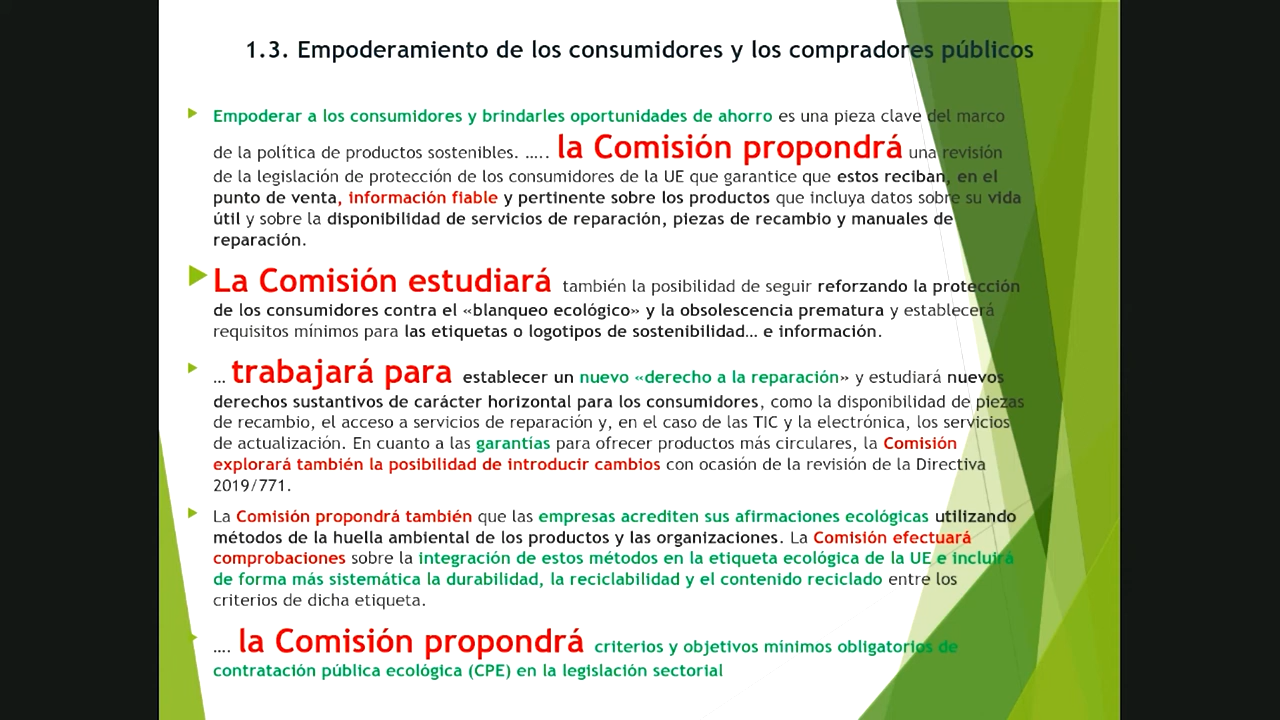 1.3. Empoderamiento de los consumidores y los compradores públicos
Empoderar a los consumidores y brindarles oportunidades de ahorro es una pieza clave del marco
de la política de productos sostenibles. ….. la Comisión propondrá una revisión
de la legislación de protección de los consumidores de la UE que garantice que estos reciban, en el
punto de venta, información fiable y pertinente sobre los productos que incluya datos sobre su vida
útil y sobre la disponibilidad de servicios de reparación, piezas de recambio y manuales de
reparación.
La Comisión estudiará también la posibilidad de seguir reforzando la protección
de los consumidores contra el «blanqueo ecológico» y la obsolescencia prematura y establecerá
requisitos mínimos para las etiquetas o logotipos de sostenibilidad… e información.
… trabajará para establecer un nuevo «derecho a la reparación» y estudiará nuevos
derechos sustantivos de carácter horizontal para los consumidores, como la disponibilidad de piezas
de recambio, el acceso a servicios de reparación y, en el caso de las TIC y la electrónica, los servicios
de actualización. En cuanto a las garantías para ofrecer productos más circulares, la Comisión
explorará también la posibilidad de introducir cambios con ocasión de la revisión de la Directiva
2019/771.
La Comisión propondrá también que las empresas acrediten sus afirmaciones ecológicas utilizando
métodos de la huella ambiental de los productos y las organizaciones. La Comisión efectuará
comprobaciones sobre la integración de estos métodos en la etiqueta ecológica de la UE e incluirá
de forma más sistemática la durabilidad, la reciclabilidad y el contenido reciclado entre los
criterios de dicha etiqueta.
…. la Comisión propondrá criterios y objetivos mínimos obligatorios de
contratación pública ecológica (CPE) en la legislación sectorial